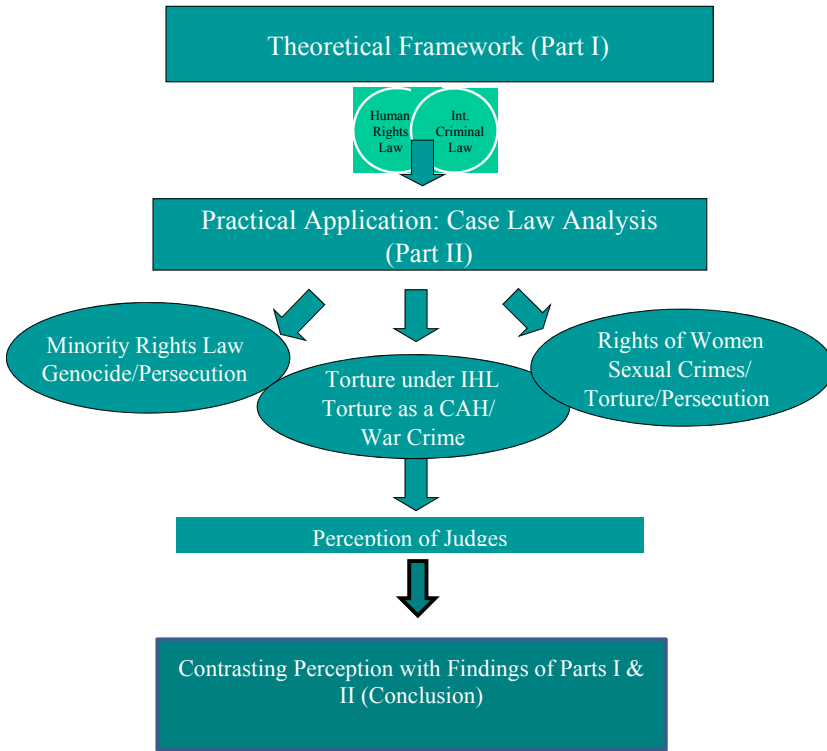 Theoretical Framework (Part I)
Human
Rights
Law
Int.
Criminal
Law
Practical Application: Case Law Analysis
(Part II)
Minority Rights Law
Genocide/Persecution
Torture under IHL
Torture as a CAH/
War Crime
Rights of Women
Sexual Crimes/
Torture/Persecution
Perception of Judges
Contrasting Perception with Findings of Parts I &
II (Conclusion)